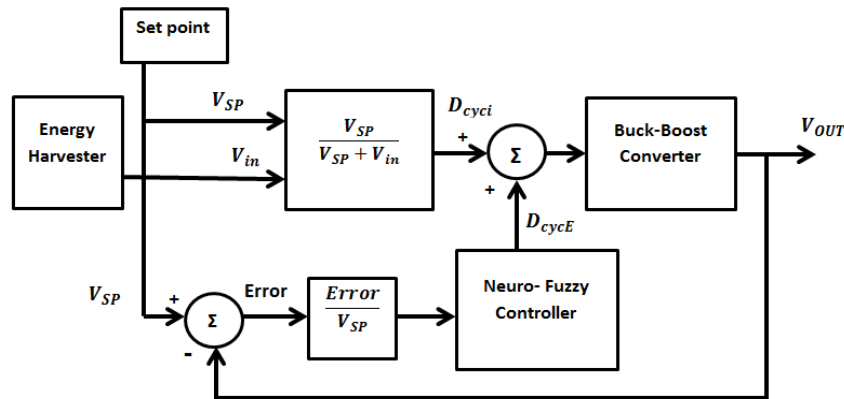 Set point
Energy
Harvester
V_SP
V_in
V_SP
V_SP + V_in
D_cyci
+
+
Σ
Buck-Boost
Converter
V_OUT
D_cycE
V_SP
+
-
Σ
Error
Error
V_SP
Neuro- Fuzzy
Controller